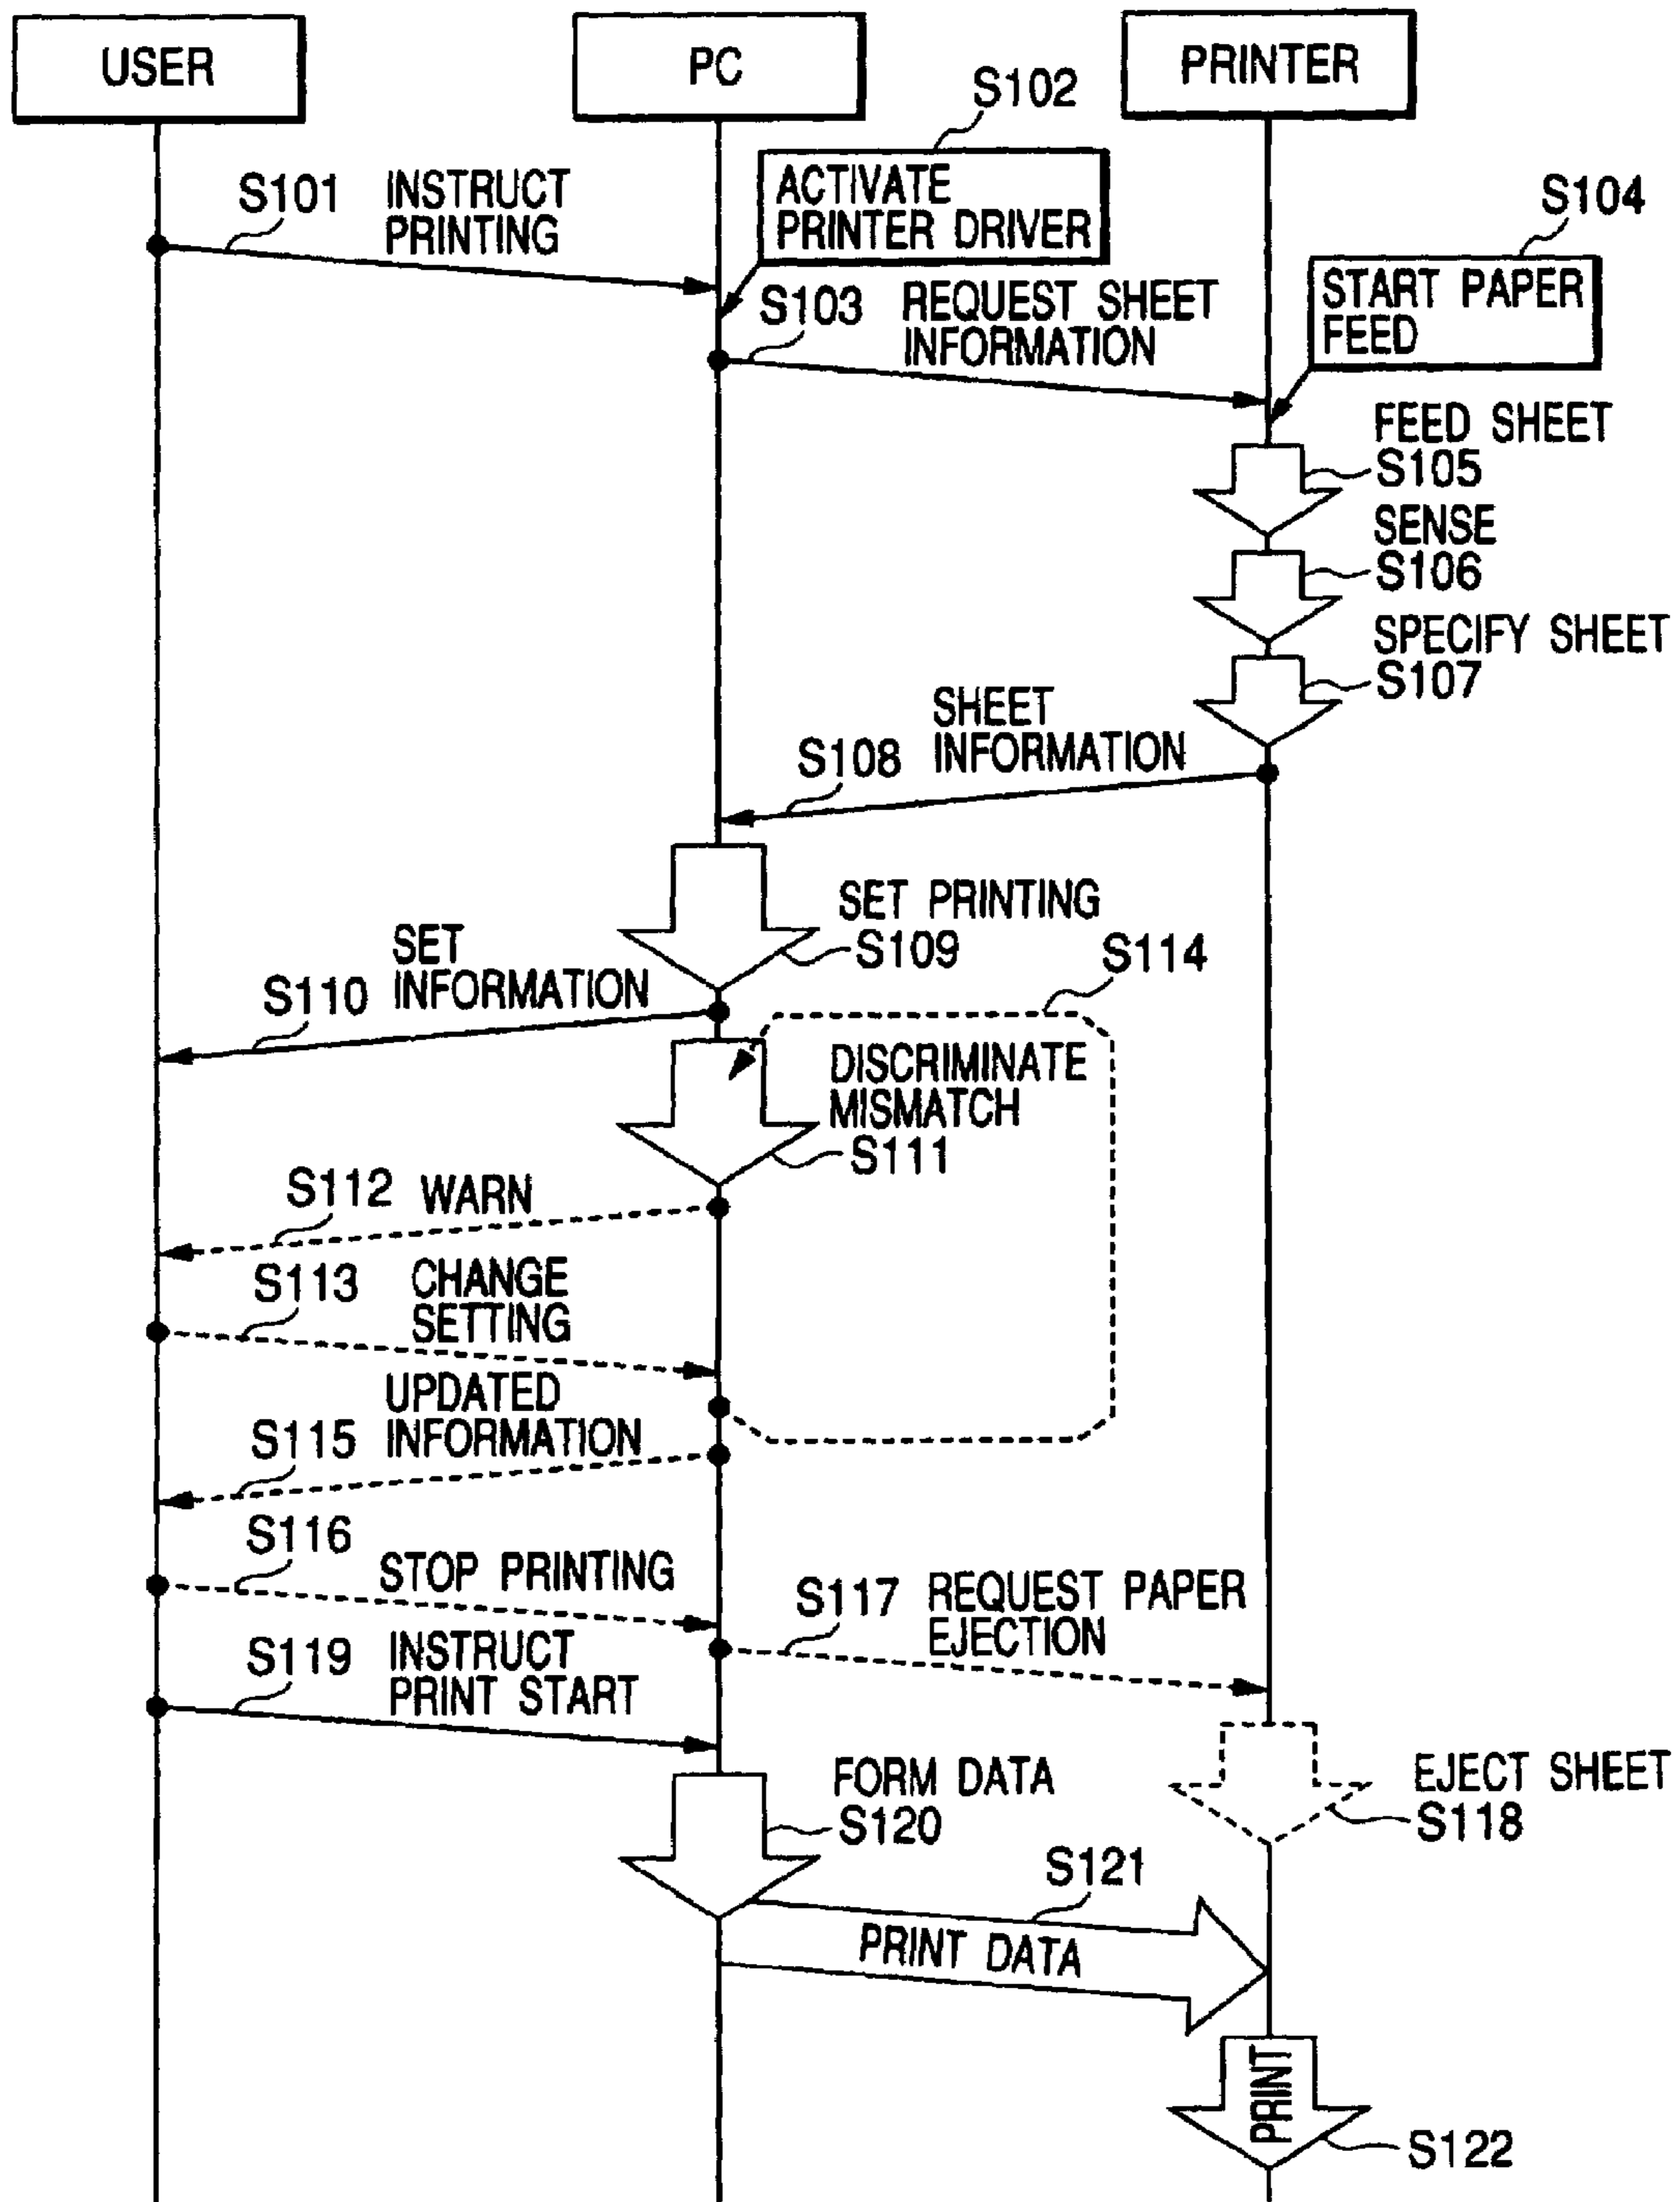 USER
PC
PRINTER
S102
ACTIVATE
PRINTER DRIVER
S101
INSTRUCT
PRINTING
S104
START PAPER
FEED
S103
REQUEST SHEET
INFORMATION
FEED SHEET
S105
SENSE
S106
SPECIFY SHEET
S107
SHEET
INFORMATION
S108
SET PRINTING
S109
S114
SET
INFORMATION
S110
DISCRIMINATE
MISMATCH
S111
S112
WARN
S113
CHANGE
SETTING
UPDATED
INFORMATION
S115
S116
STOP PRINTING
S117
REQUEST PAPER
EJECTION
S119
INSTRUCT
PRINT START
FORM DATA
S120
EJECT SHEET
S118
S121
PRINT DATA
PRINT
S122